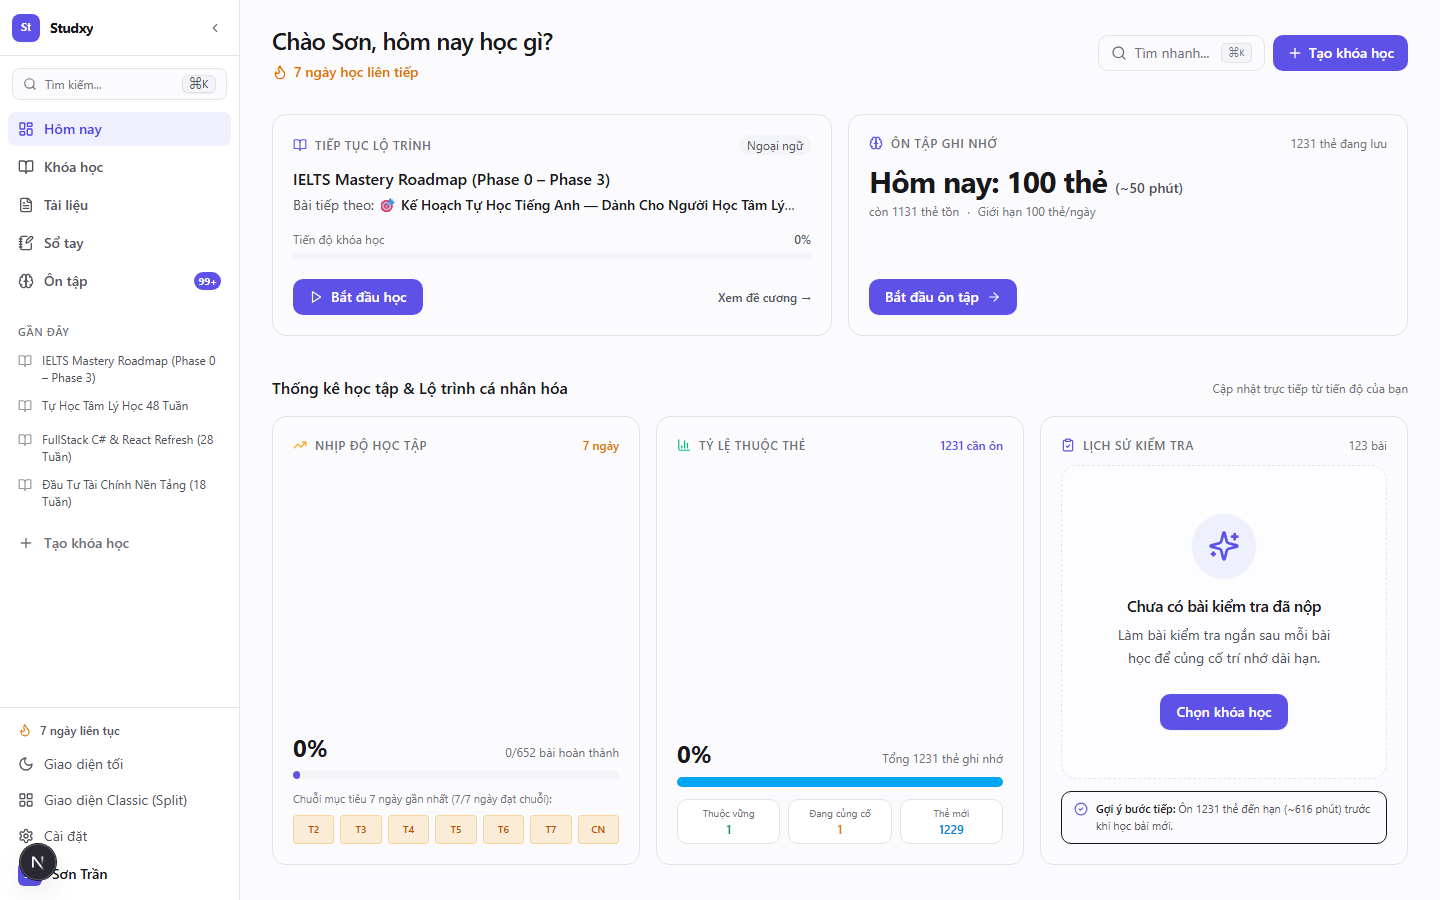 St Studxy
Tìm kiếm... ⌘K
Hôm nay
Khóa học
Tài liệu
Sổ tay
Ôn tập 99+
GẦN ĐÂY
IELTS Mastery Roadmap (Phase 0
– Phase 3)
Tự Học Tâm Lý Học 48 Tuần
FullStack C# & React Refresh (28
Tuần)
Đầu Tư Tài Chính Nền Tảng (18
Tuần)
Tạo khóa học
7 ngày liên tục
Giao diện tối
Giao diện Classic (Split)
Cài đặt
N
Sơn Trần
Chào Sơn, hôm nay học gì?
7 ngày học liên tiếp
Tìm nhanh... ⌘K
Tạo khóa học
TIẾP TỤC LỘ TRÌNH
Ngoại ngữ
IELTS Mastery Roadmap (Phase 0 – Phase 3)
Bài tiếp theo: 🎯 Kế Hoạch Tự Học Tiếng Anh — Dành Cho Người Học Tâm Lý...
Tiến độ khóa học 0%
Bắt đầu học
Xem đề cương →
ÔN TẬP GHI NHỚ
1231 thẻ đang lưu
Hôm nay: 100 thẻ (~50 phút)
còn 1131 thẻ tồn · Giới hạn 100 thẻ/ngày
Bắt đầu ôn tập →
Thống kê học tập & Lộ trình cá nhân hóa
Cập nhật trực tiếp từ tiến độ của bạn
NHỊP ĐỘ HỌC TẬP 7 ngày
0% 0/652 bài hoàn thành
Chuỗi mục tiêu 7 ngày gần nhất (7/7 ngày đạt chuỗi):
T2 T3 T4 T5 T6 T7 CN
TỶ LỆ THUỘC THẺ 1231 cần ôn
0% Tổng 1231 thẻ ghi nhớ
Thuộc vững Đang củng cố Thẻ mới
1 1 1229
LỊCH SỬ KIỂM TRA 123 bài
Chưa có bài kiểm tra đã nộp
Làm bài kiểm tra ngắn sau mỗi bài
học để củng cố trí nhớ dài hạn.
Chọn khóa học
Gợi ý bước tiếp: Ôn 1231 thẻ đến hạn (~616 phút) trước
khi học bài mới.